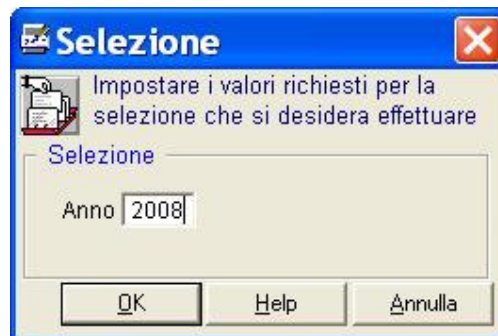 Selezione
Impostare i valori richiesti per la
selezione che si desidera effettuare
Selezione
Anno 2008
OK Help Annulla